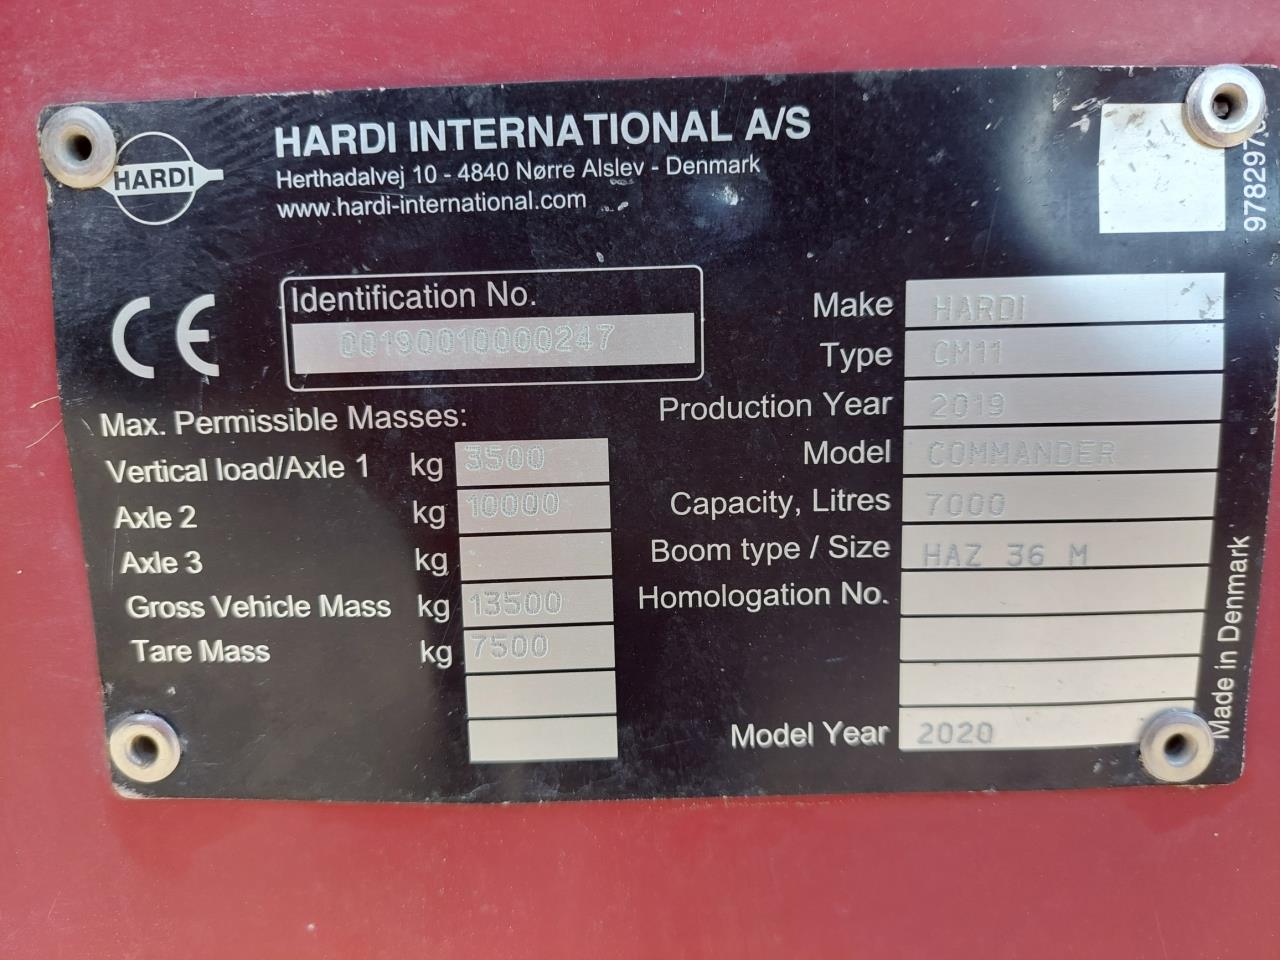 HARDI
HARDI INTERNATIONAL A/S
Herthadalvej 10 - 4840 Nørre Alslev - Denmark
www.hardi-international.com
CE
Identification No.
00190010000247
Max. Permissible Masses:
Vertical load/Axle 1 kg 3500
Axle 2 kg 10000
Axle 3 kg
Gross Vehicle Mass kg 13500
Tare Mass kg 7500
Make HARDI
Type CM11
Production Year 2019
Model COMMANDER
Capacity, Litres 7000
Boom type / Size HAZ 36 M
Homologation No.
Model Year 2020
Made in Denmark